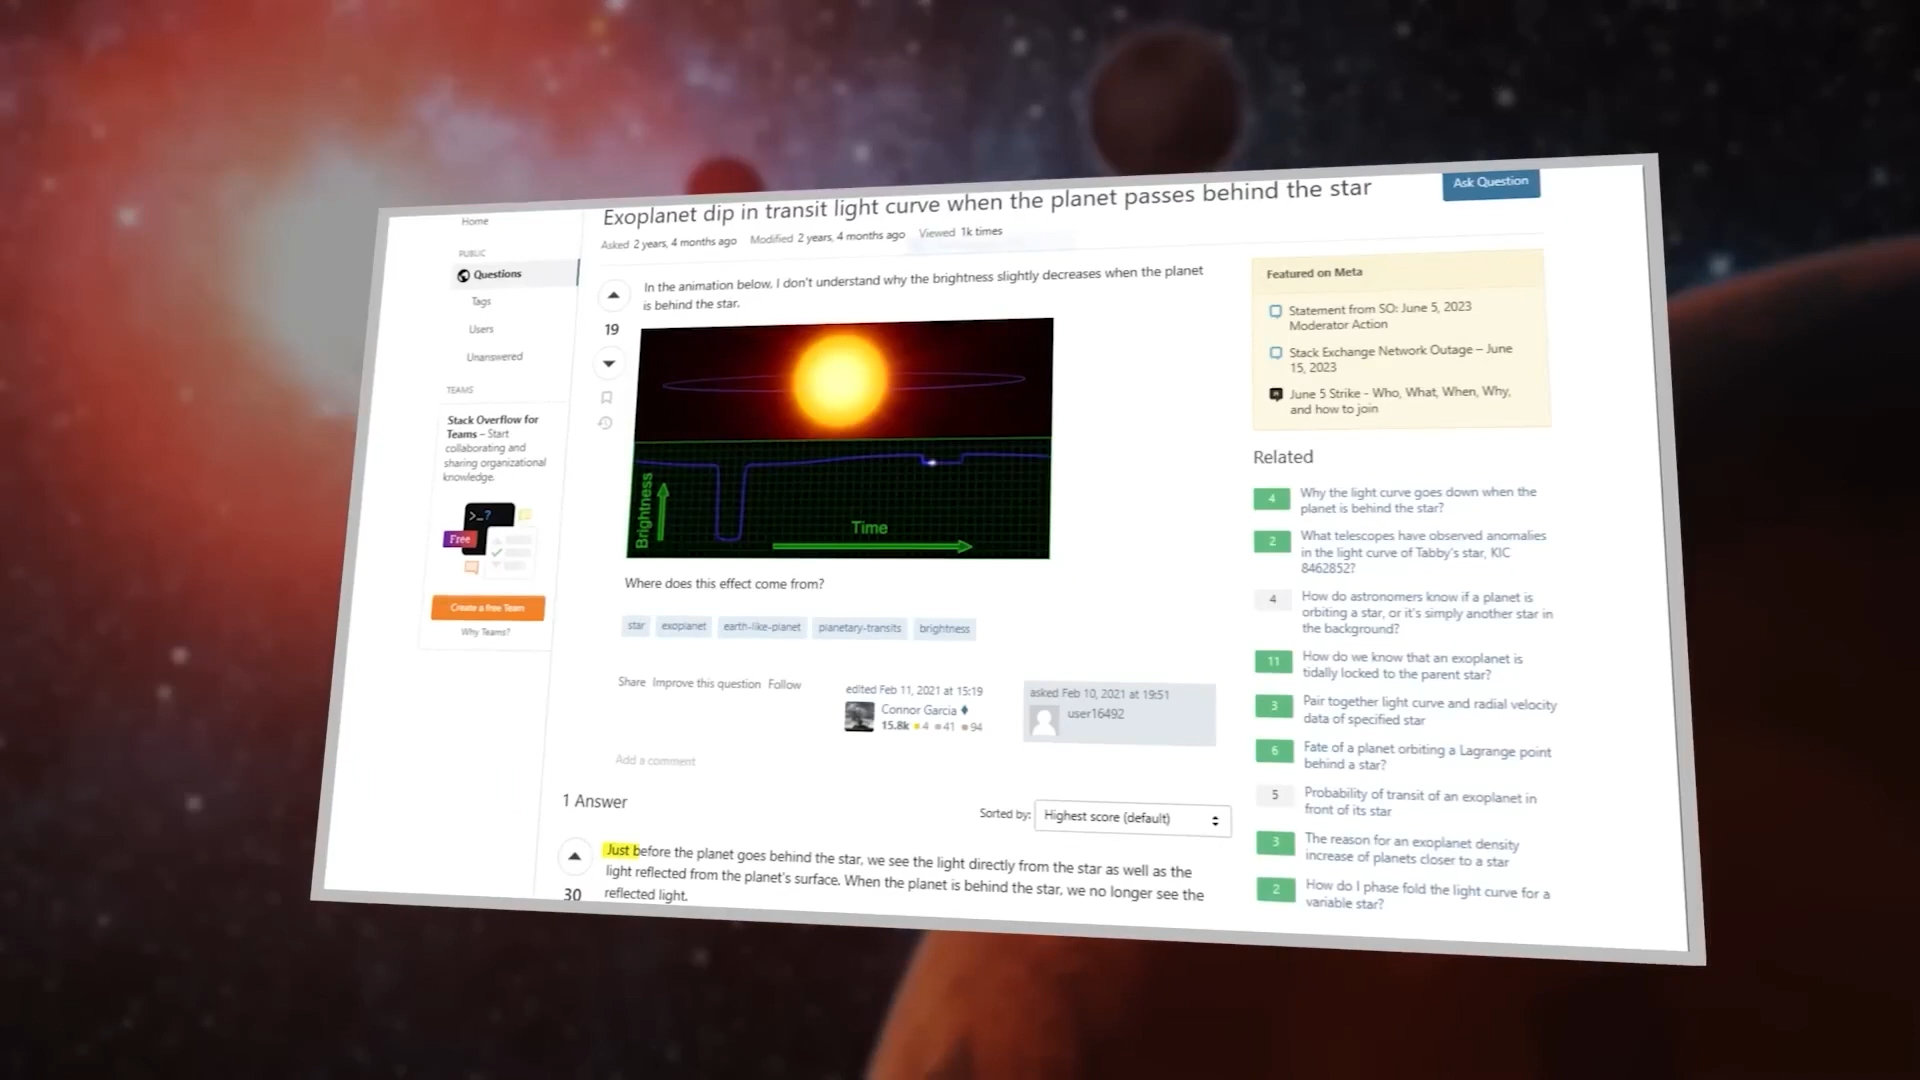 Home
PUBLIC
Questions
Tags
Users
Unanswered
TEAMS
Stack Overflow for
Teams – Start
collaborating and
sharing organizational
knowledge.
>_?
Free
Create a free Team
Why Teams?
Exoplanet dip in transit light curve when the planet passes behind the star
Ask Question
Asked 2 years, 4 months ago Modified 2 years, 4 months ago Viewed 1k times
In the animation below, I don't understand why the brightness slightly decreases when the planet
is behind the star.
19
Brightness
Time
Where does this effect come from?
star exoplanet earth-like-planet planetary-transits brightness
Share Improve this question Follow
edited Feb 11, 2021 at 15:19
Connor Garcia
15.8k 4 41 94
asked Feb 10, 2021 at 19:51
user16492
Add a comment
1 Answer
Sorted by: Highest score (default)
30
Just before the planet goes behind the star, we see the light directly from the star as well as the
light reflected from the planet's surface. When the planet is behind the star, we no longer see the
reflected light.
Featured on Meta
Statement from SO: June 5, 2023
Moderator Action
Stack Exchange Network Outage – June
15, 2023
June 5 Strike - Who, What, When, Why,
and how to join
Related
4 Why the light curve goes down when the
planet is behind the star?
2 What telescopes have observed anomalies
in the light curve of Tabby's star, KIC
8462852?
4 How do astronomers know if a planet is
orbiting a star, or it's simply another star in
the background?
11 How do we know that an exoplanet is
tidally locked to the parent star?
3 Pair together light curve and radial velocity
data of specified star
6 Fate of a planet orbiting a Lagrange point
behind a star?
5 Probability of transit of an exoplanet in
front of its star
3 The reason for an exoplanet density
increase of planets closer to a star
2 How do I phase fold the light curve for a
variable star?